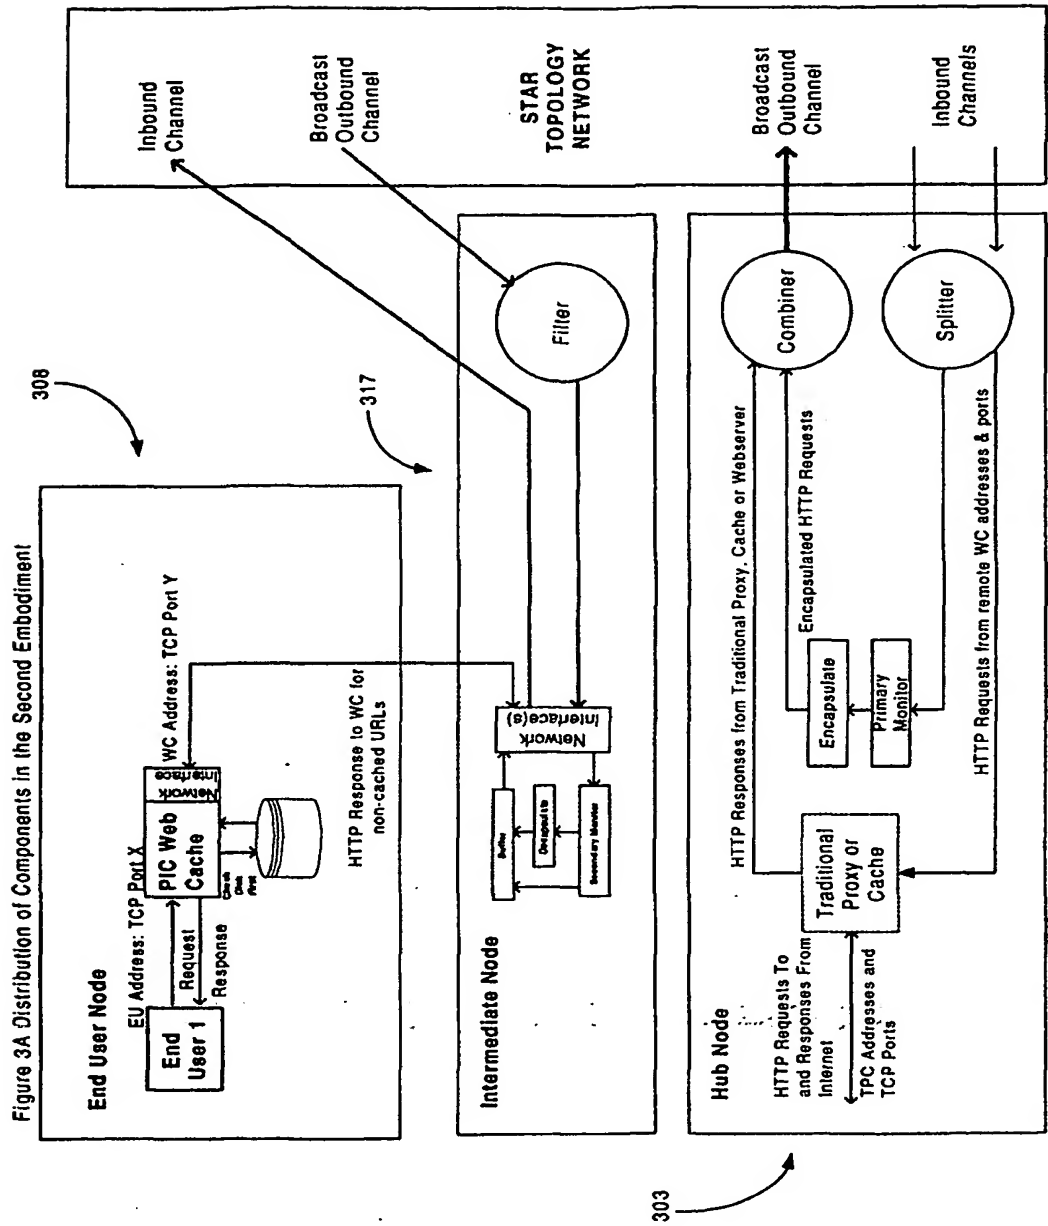 Figure 3A Distribution of Components in the Second Embodiment
308
End User Node
EU Address: TCP Port X
WC Address: TCP Port Y
End
User 1
Request
Response
PIC Web
Cache
Network
Interface
Check
Disk
First
HTTP Response to WC for
non-cached URLs
317
Intermediate Node
Buffer
Decapsulate
Secondary Monitor
Network
Interface(s)
Filter
303
Hub Node
HTTP Requests To
and Responses From
Internet
TPC Addresses and
TCP Ports
Traditional
Proxy or
Cache
HTTP Responses from Traditional Proxy, Cache or Webserver
Encapsulated HTTP Requests
Encapsulate
Primary
Monitor
HTTP Requests from remote WC addresses & ports
Combiner
Splitter
Inbound
Channel
Broadcast
Outbound
Channel
STAR
TOPOLOGY
NETWORK
Broadcast
Outbound
Channel
Inbound
Channels